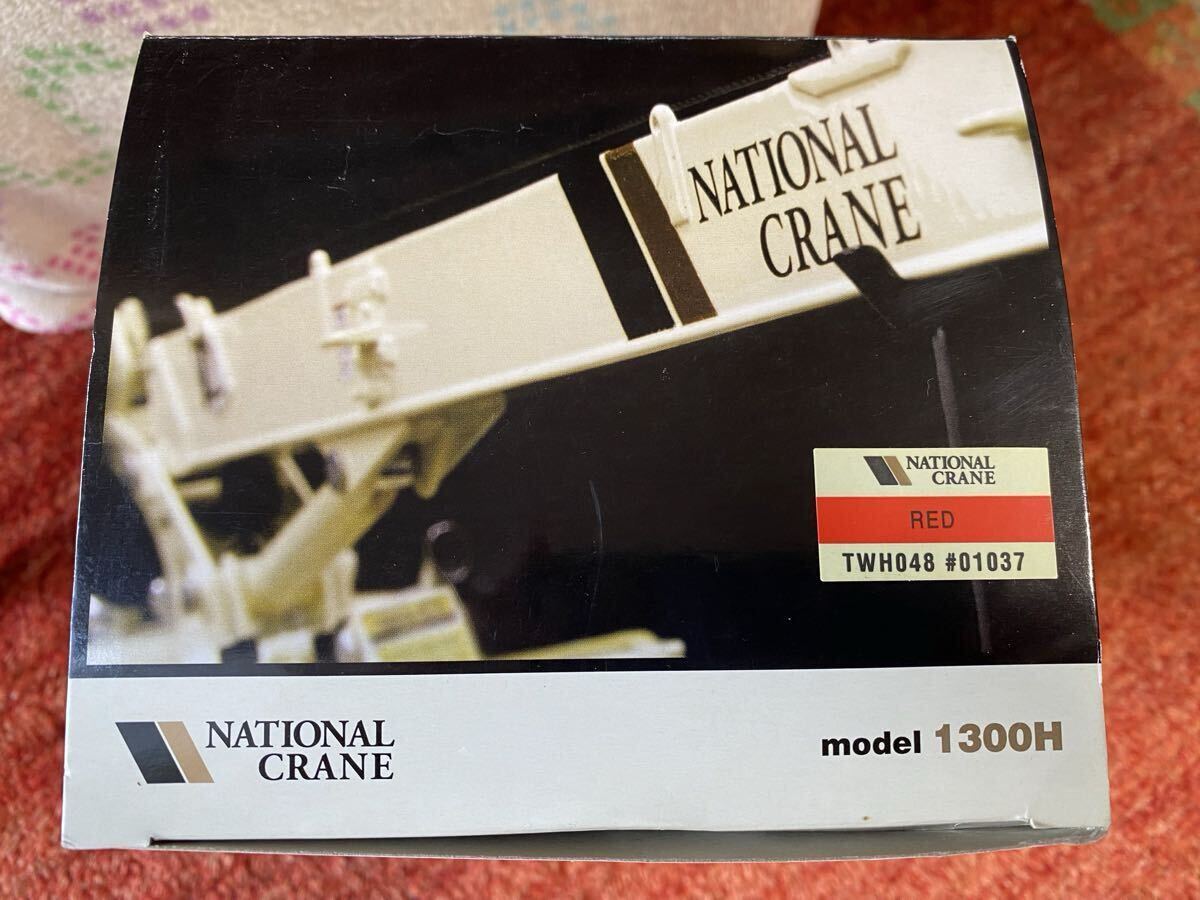 NATIONAL
CRANE
NATIONAL
CRANE
RED
TWH048 #01037
NATIONAL
CRANE
model 1300H